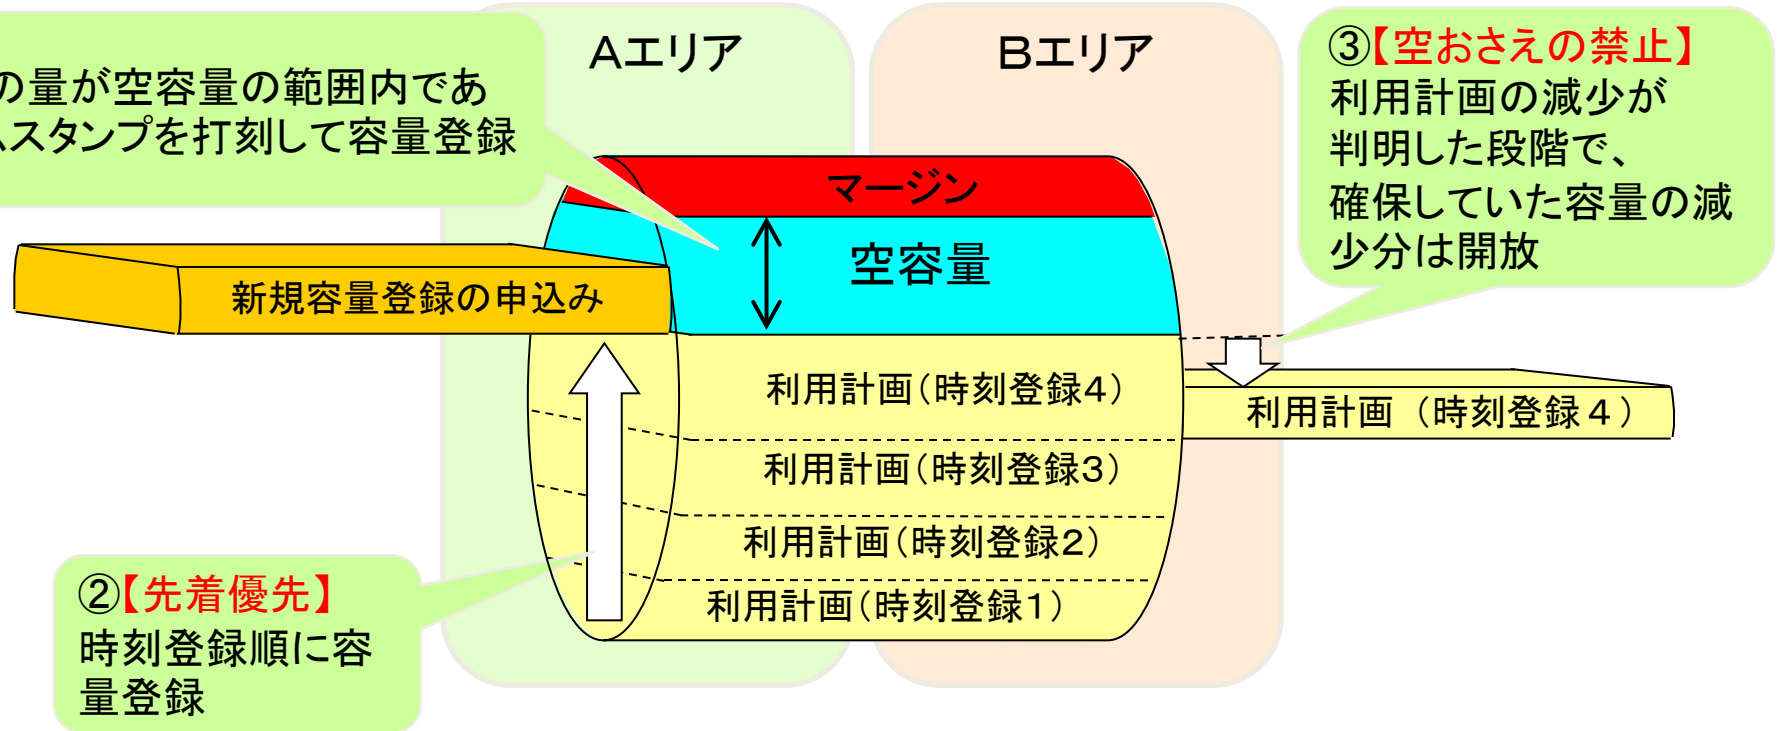 Aエリア
Bエリア
の量が空容量の範囲内であ
ムスタンプを打刻して容量登録
③【空おさえの禁止】
利用計画の減少が
判明した段階で、
確保していた容量の減
少分は開放
マージン
空容量
新規容量登録の申込み
利用計画(時刻登録4)
利用計画（時刻登録４）
利用計画(時刻登録3)
利用計画(時刻登録2)
利用計画(時刻登録1)
②【先着優先】
時刻登録順に容
量登録